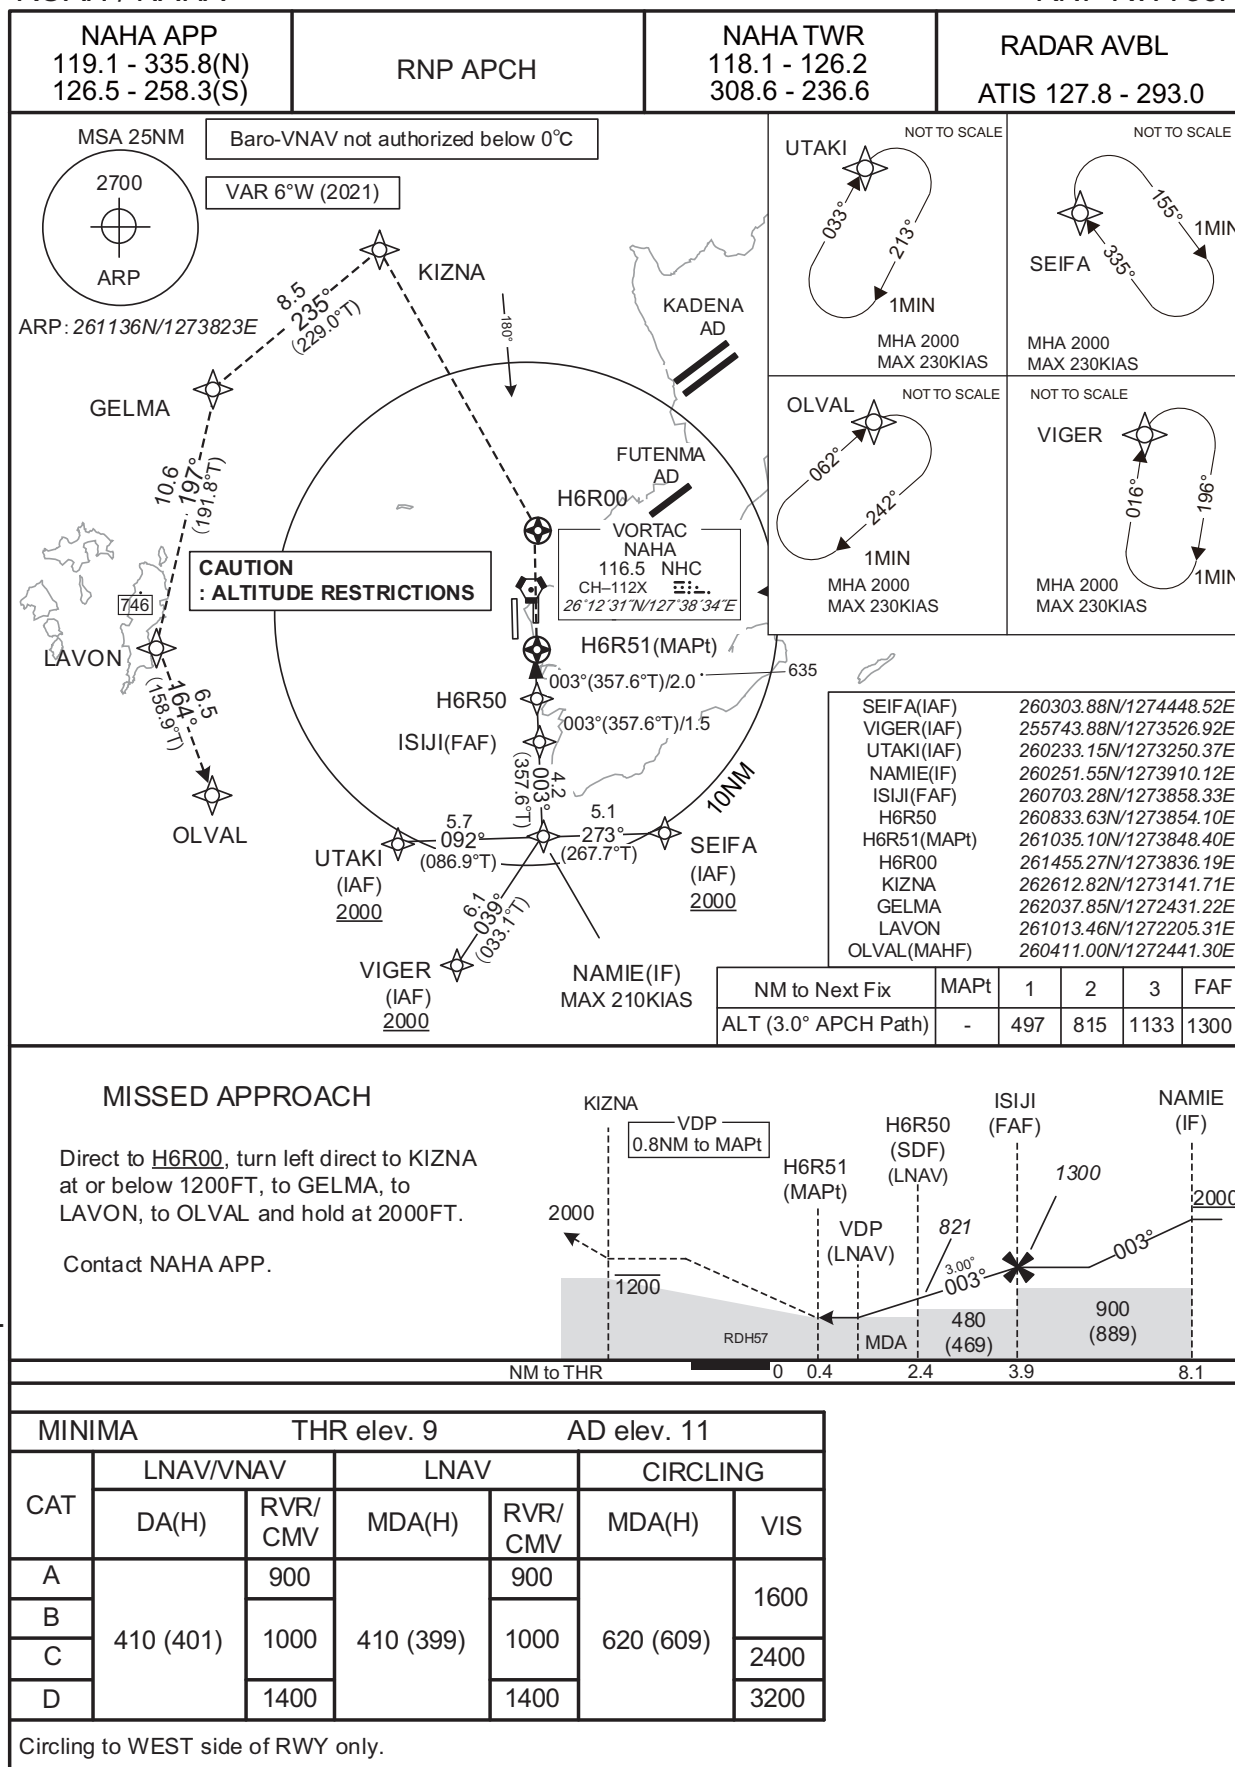 NAHA APP
119.1 - 335.8(N)
126.5 - 258.3(S)
RNP APCH
NAHA TWR
118.1 - 126.2
308.6 - 236.6
RADAR AVBL
ATIS 127.8 - 293.0
MSA 25NM
2700
ARP
ARP: 261136N/1273823E
Baro-VNAV not authorized below 0°C
VAR 6°W (2021)
KIZNA
8.5
235°
(229.0°T)
180°
KADENA
AD
GELMA
10.6
197°
(191.8°T)
FUTENMA
AD
H6R00
VORTAC
NAHA
116.5 NHC
CH–112X
26°12′31″N/127°38′34″E
CAUTION
: ALTITUDE RESTRICTIONS
746
LAVON
6.5
164°
(158.9°T)
OLVAL
H6R51(MAPt)
635
003°(357.6°T)/2.0
H6R50
003°(357.6°T)/1.5
ISIJI(FAF)
4.2
003°
(357.6°T)
10NM
5.7
092°
(086.9°T)
5.1
273°
(267.7°T)
UTAKI
(IAF)
2000
SEIFA
(IAF)
2000
6.1
039°
(033.1°T)
VIGER
(IAF)
2000
NAMIE(IF)
MAX 210KIAS
NOT TO SCALE
UTAKI
033°
213°
1MIN
MHA 2000
MAX 230KIAS
NOT TO SCALE
SEIFA
155°
335°
1MIN
MHA 2000
MAX 230KIAS
NOT TO SCALE
OLVAL
062°
242°
1MIN
MHA 2000
MAX 230KIAS
NOT TO SCALE
VIGER
016°
196°
1MIN
MHA 2000
MAX 230KIAS
SEIFA(IAF) 260303.88N/1274448.52E
VIGER(IAF) 255743.88N/1273526.92E
UTAKI(IAF) 260233.15N/1273250.37E
NAMIE(IF) 260251.55N/1273910.12E
ISIJI(FAF) 260703.28N/1273858.33E
H6R50 260833.63N/1273854.10E
H6R51(MAPt) 261035.10N/1273848.40E
H6R00 261455.27N/1273836.19E
KIZNA 262612.82N/1273141.71E
GELMA 262037.85N/1272431.22E
LAVON 261013.46N/1272205.31E
OLVAL(MAHF) 260411.00N/1272441.30E
NM to Next Fix MAPt 1 2 3 FAF
ALT (3.0° APCH Path) - 497 815 1133 1300
MISSED APPROACH
Direct to H6R00, turn left direct to KIZNA
at or below 1200FT, to GELMA, to
LAVON, to OLVAL and hold at 2000FT.
Contact NAHA APP.
KIZNA
VDP
0.8NM to MAPt
H6R51
(MAPt)
VDP
(LNAV)
H6R50
(SDF)
(LNAV)
ISIJI
(FAF)
NAMIE
(IF)
2000
1200
821
1300
2000
3.00°
003°
003°
RDH57
MDA
480
(469)
900
(889)
NM to THR 0 0.4 2.4 3.9 8.1
MINIMA THR elev. 9 AD elev. 11
CAT LNAV/VNAV LNAV CIRCLING
DA(H) RVR/CMV MDA(H) RVR/CMV MDA(H) VIS
A 410 (401) 900 410 (399) 900 620 (609) 1600
B 1000 1000
C 2400
D 1400 1400 3200
Circling to WEST side of RWY only.